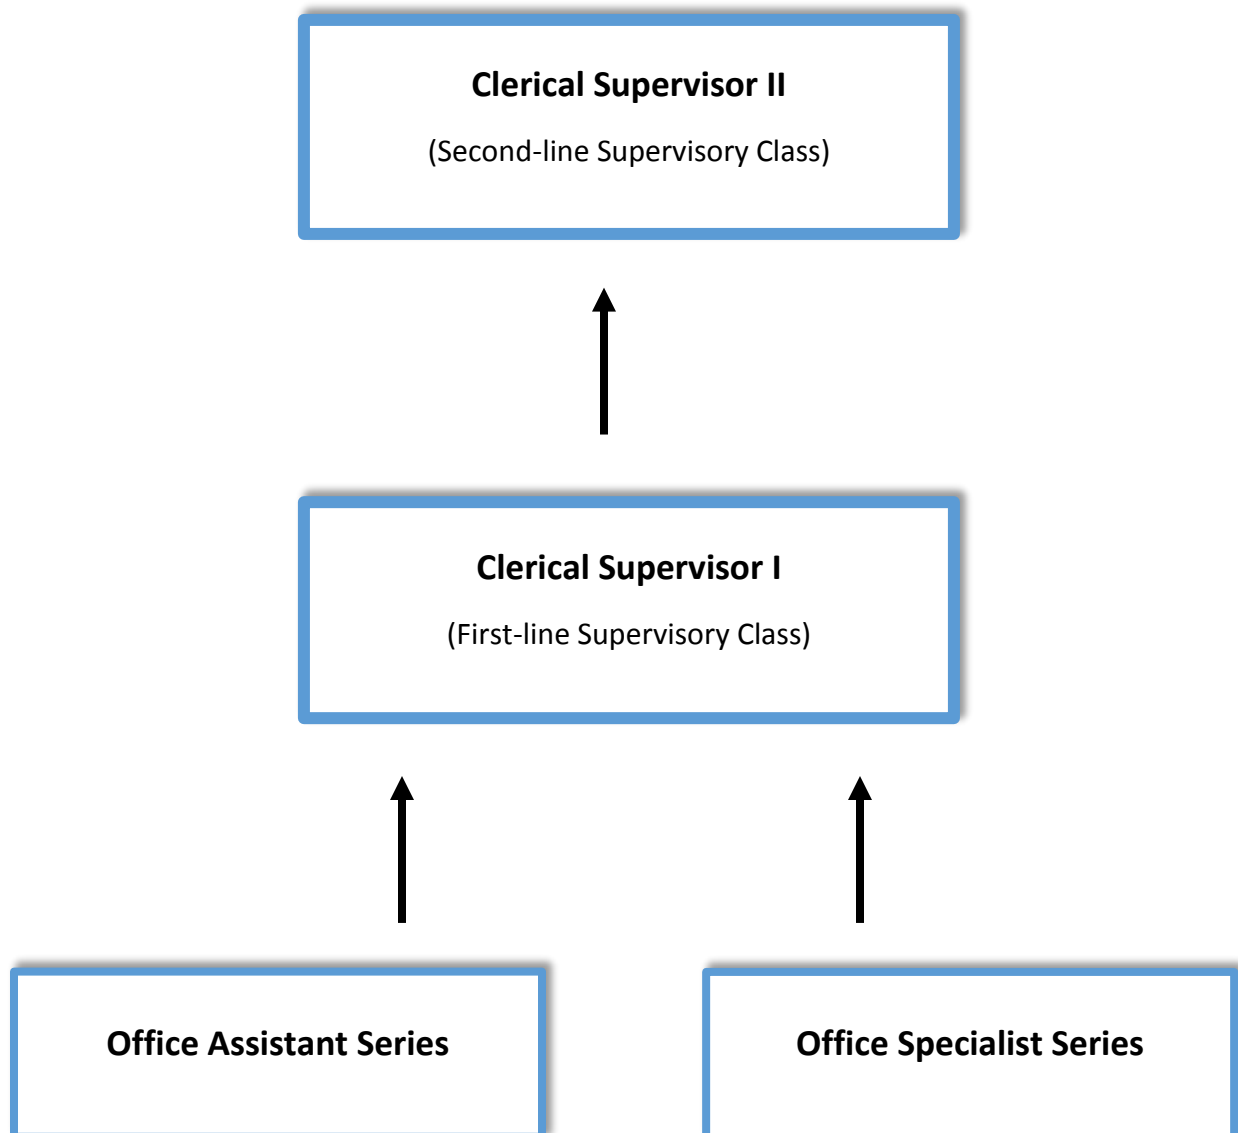 Clerical Supervisor II
(Second-line Supervisory Class)
Clerical Supervisor I
(First-line Supervisory Class)
Office Assistant Series
Office Specialist Series